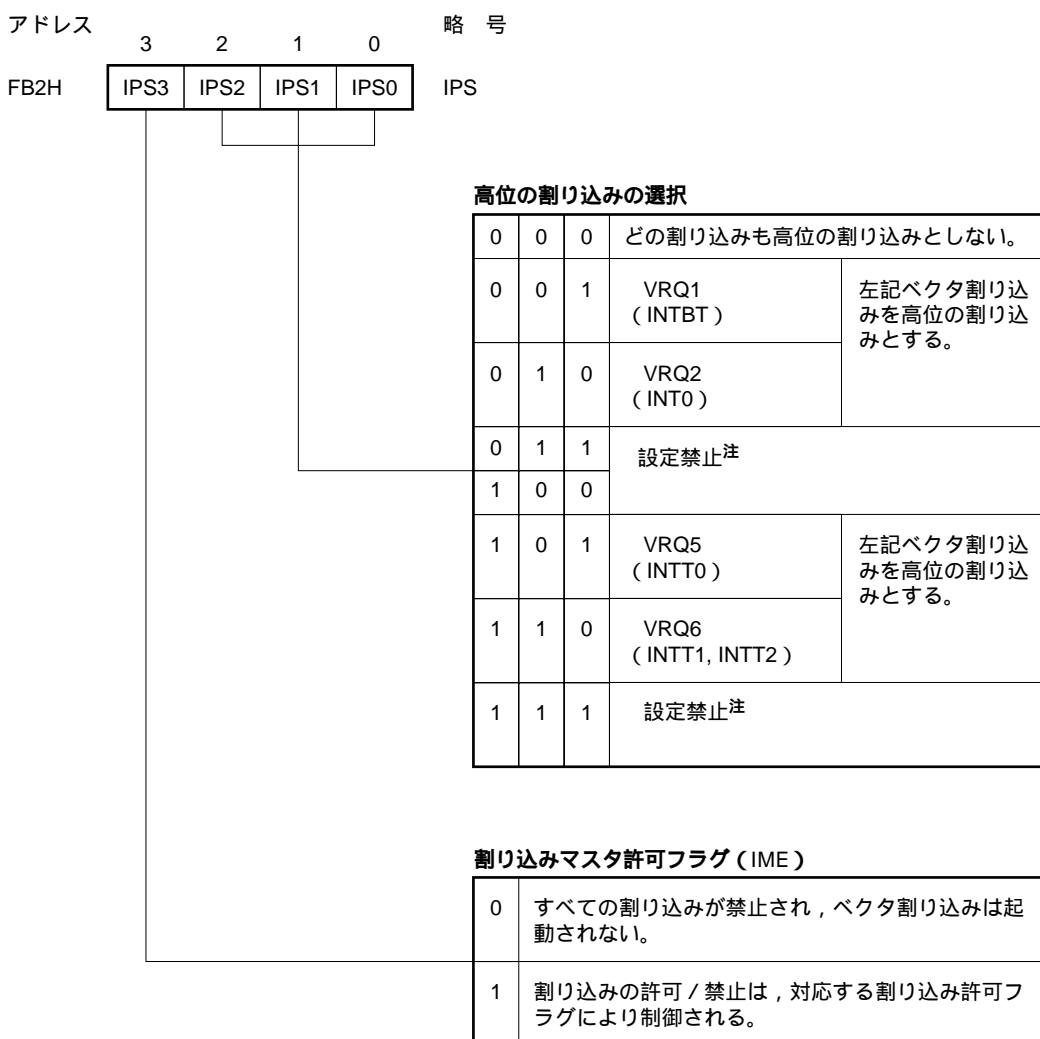 アドレス 略 号
3 2 1 0
FB2H IPS3 IPS2 IPS1 IPS0 IPS
高位の割り込みの選択
0 0 0 どの割り込みも高位の割り込みとしない。
0 0 1 VRQ1 左記ベクタ割り込
(INTBT) みを高位の割り込
みとする。
0 1 0 VRQ2
(INT0)
0 1 1 設定禁止注
1 0 0
1 0 1 VRQ5 左記ベクタ割り込
(INTT0) みを高位の割り込
みとする。
1 1 0 VRQ6
(INTT1, INTT2)
1 1 1 設定禁止注
割り込みマスタ許可フラグ(IME)
0 すべての割り込みが禁止され,ベクタ割り込みは起
動されない。
1 割り込みの許可/禁止は,対応する割り込み許可フ
ラグにより制御される。